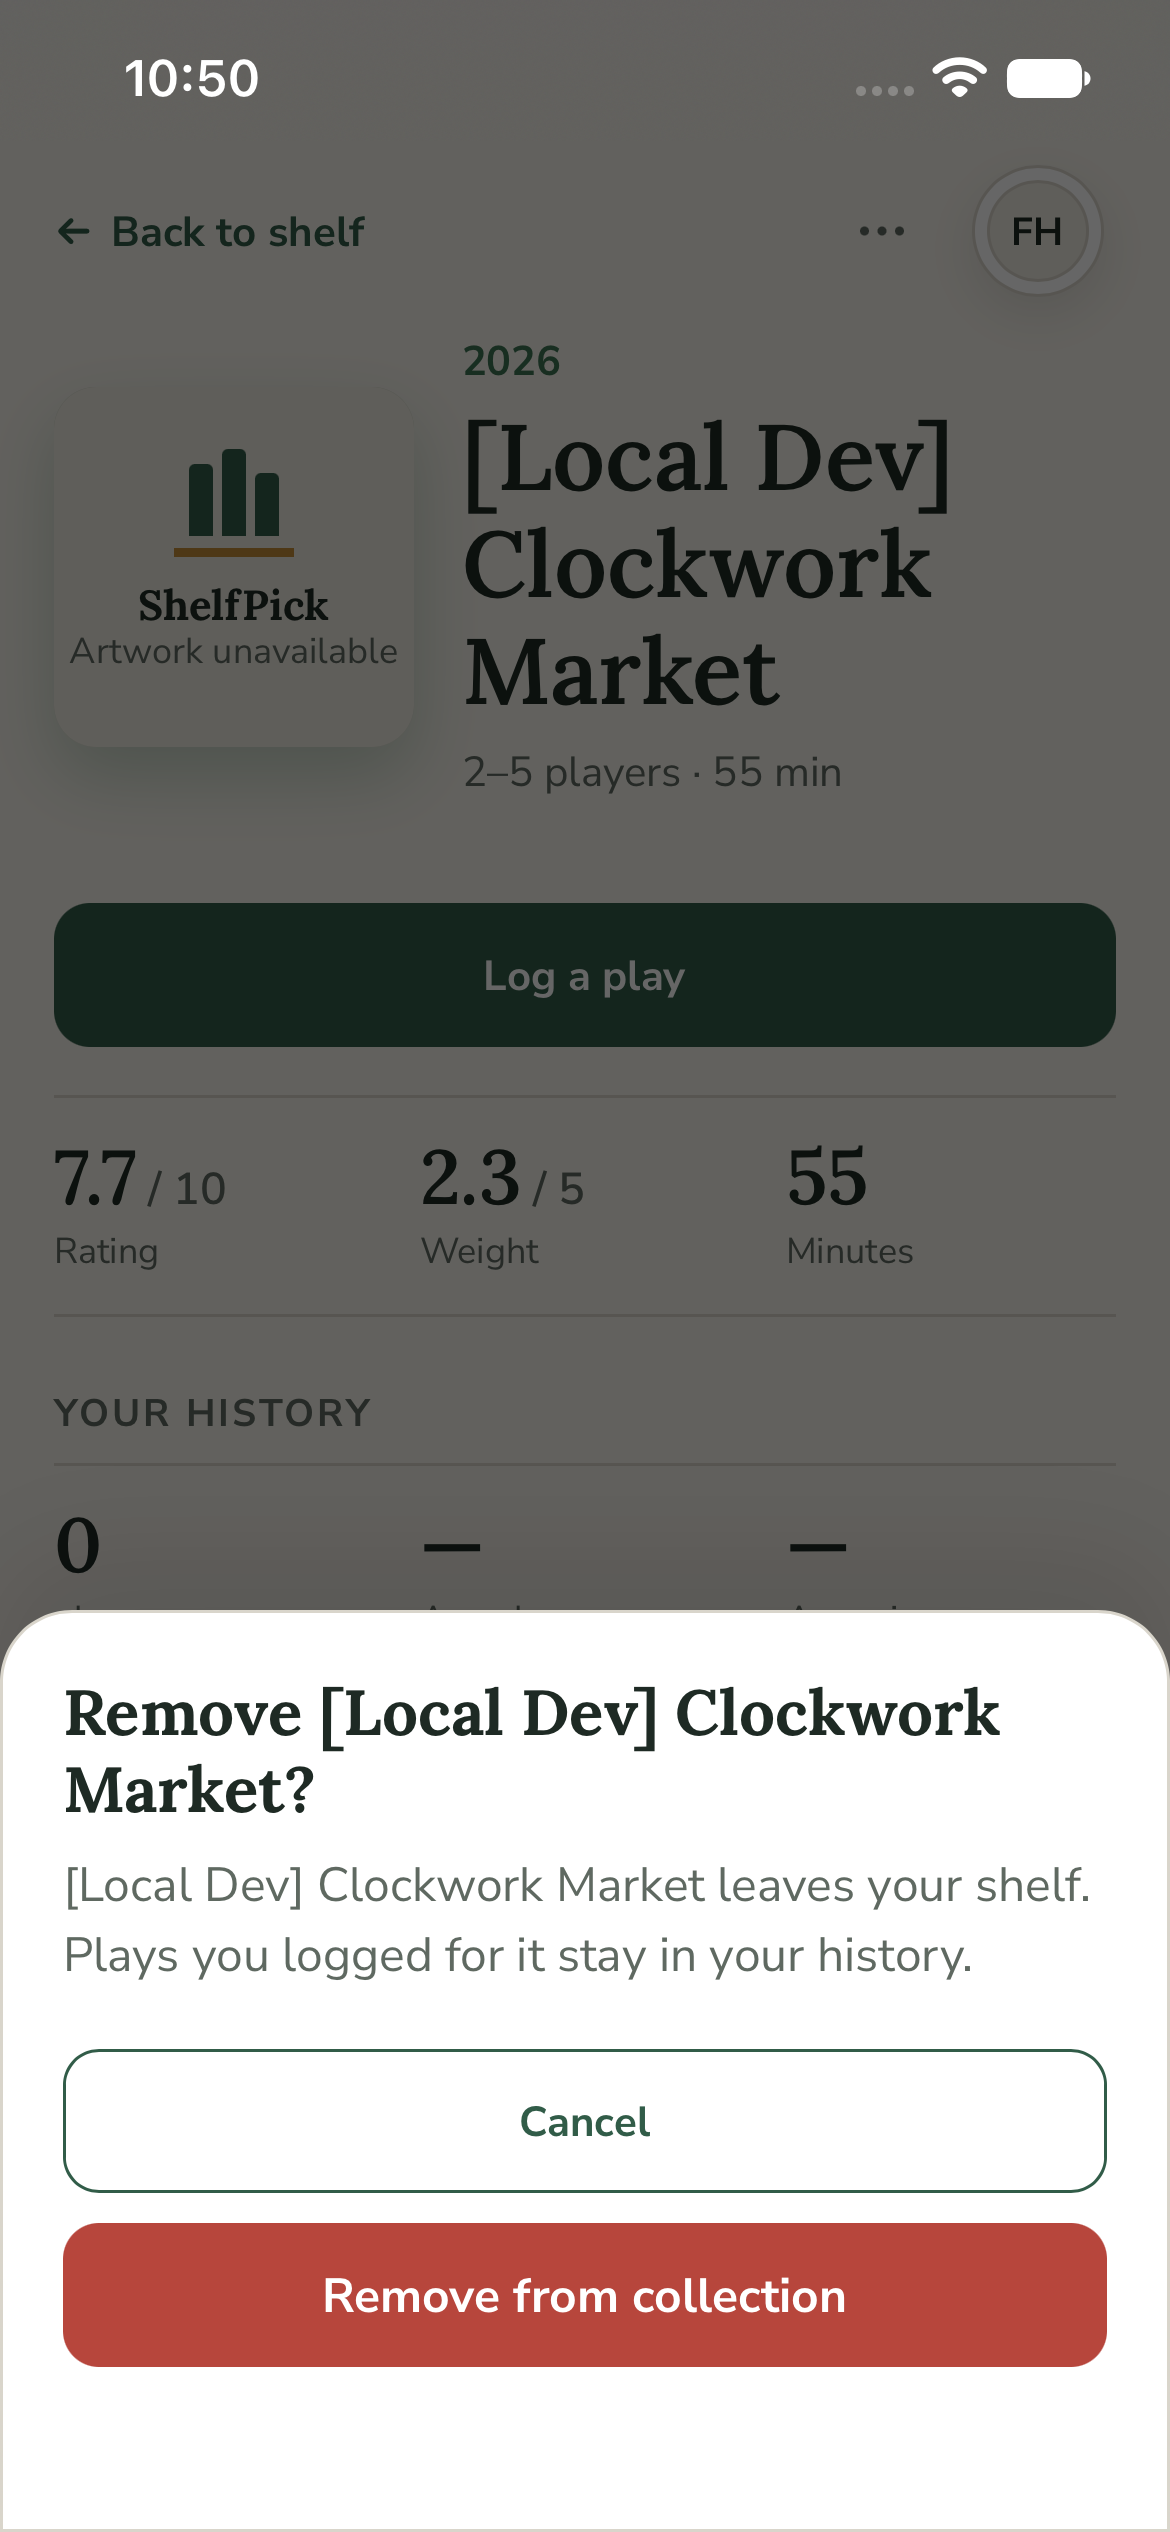 10:50
Back to shelf
FH
2026
[Local Dev]
Clockwork
Market
2–5 players · 55 min
ShelfPick
Artwork unavailable
Log a play
7.7 / 10
Rating
2.3 / 5
Weight
55
Minutes
YOUR HISTORY
0
—
—
Remove [Local Dev] Clockwork
Market?
[Local Dev] Clockwork Market leaves your shelf.
Plays you logged for it stay in your history.
Cancel
Remove from collection